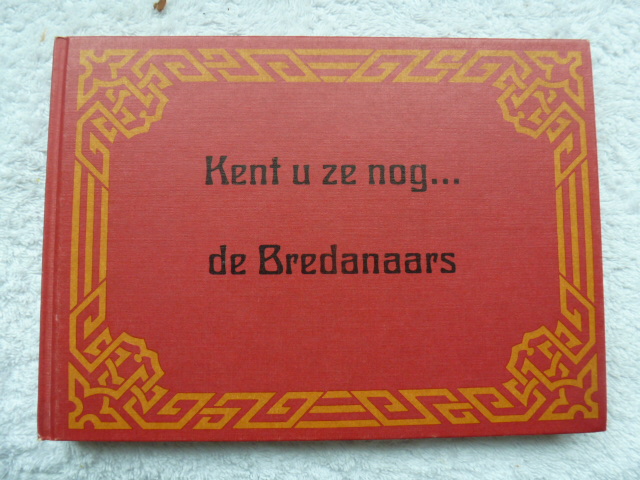 Kent u ze nog...
de Bredanaars